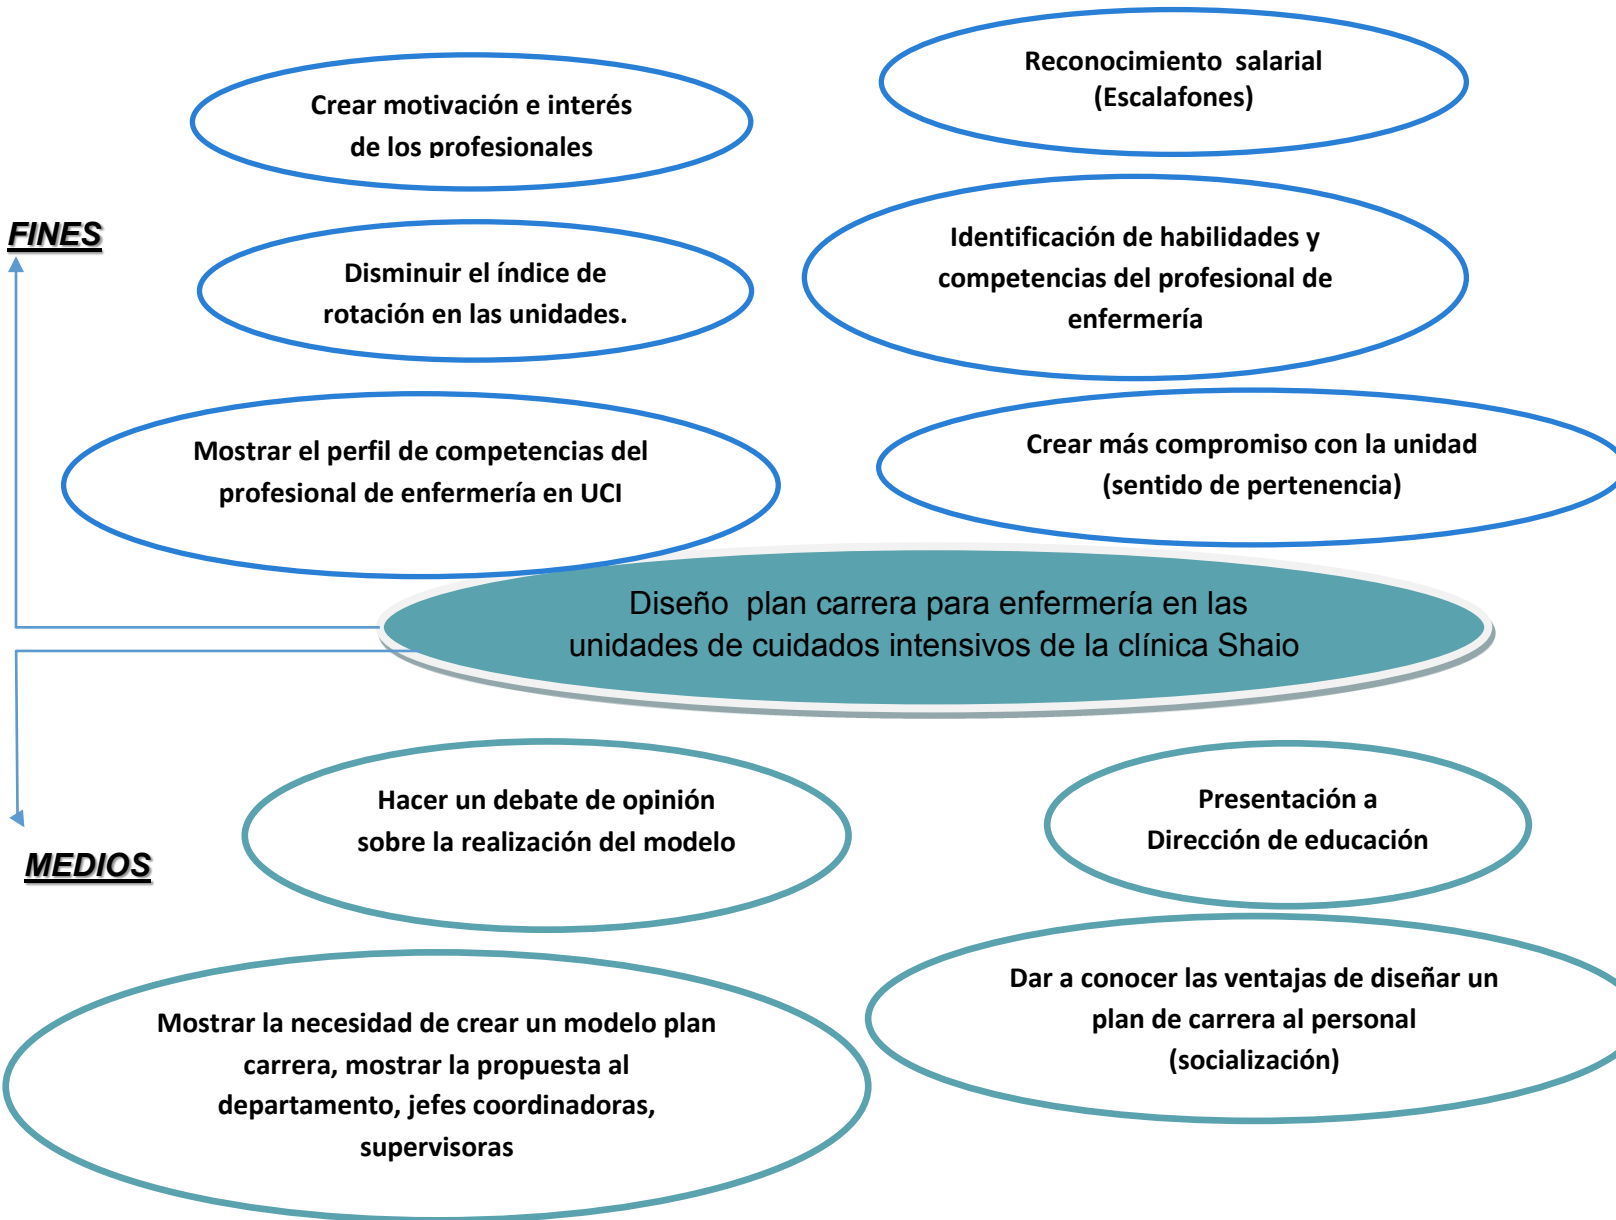 Reconocimiento salarial
(Escalafones)
Crear motivación e interés
de los profesionales
FINES
Identificación de habilidades y
competencias del profesional de
enfermería
Disminuir el índice de
rotación en las unidades.
Mostrar el perfil de competencias del
profesional de enfermería en UCI
Crear más compromiso con la unidad
(sentido de pertenencia)
Diseño plan carrera para enfermería en las
unidades de cuidados intensivos de la clínica Shaio
Hacer un debate de opinión
sobre la realización del modelo
Presentación a
Dirección de educación
MEDIOS
Mostrar la necesidad de crear un modelo plan
carrera, mostrar la propuesta al
departamento, jefes coordinadoras,
supervisoras
Dar a conocer las ventajas de diseñar un
plan de carrera al personal
(socialización)